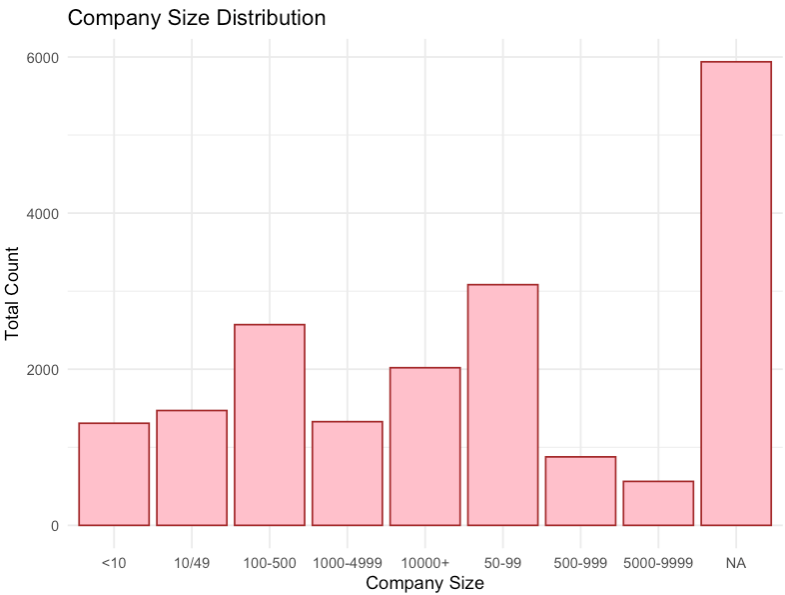 Company Size Distribution
Total Count
6000
4000
2000
0
<10 10/49 100-500 1000-4999 10000+ 50-99 500-999 5000-9999 NA
Company Size